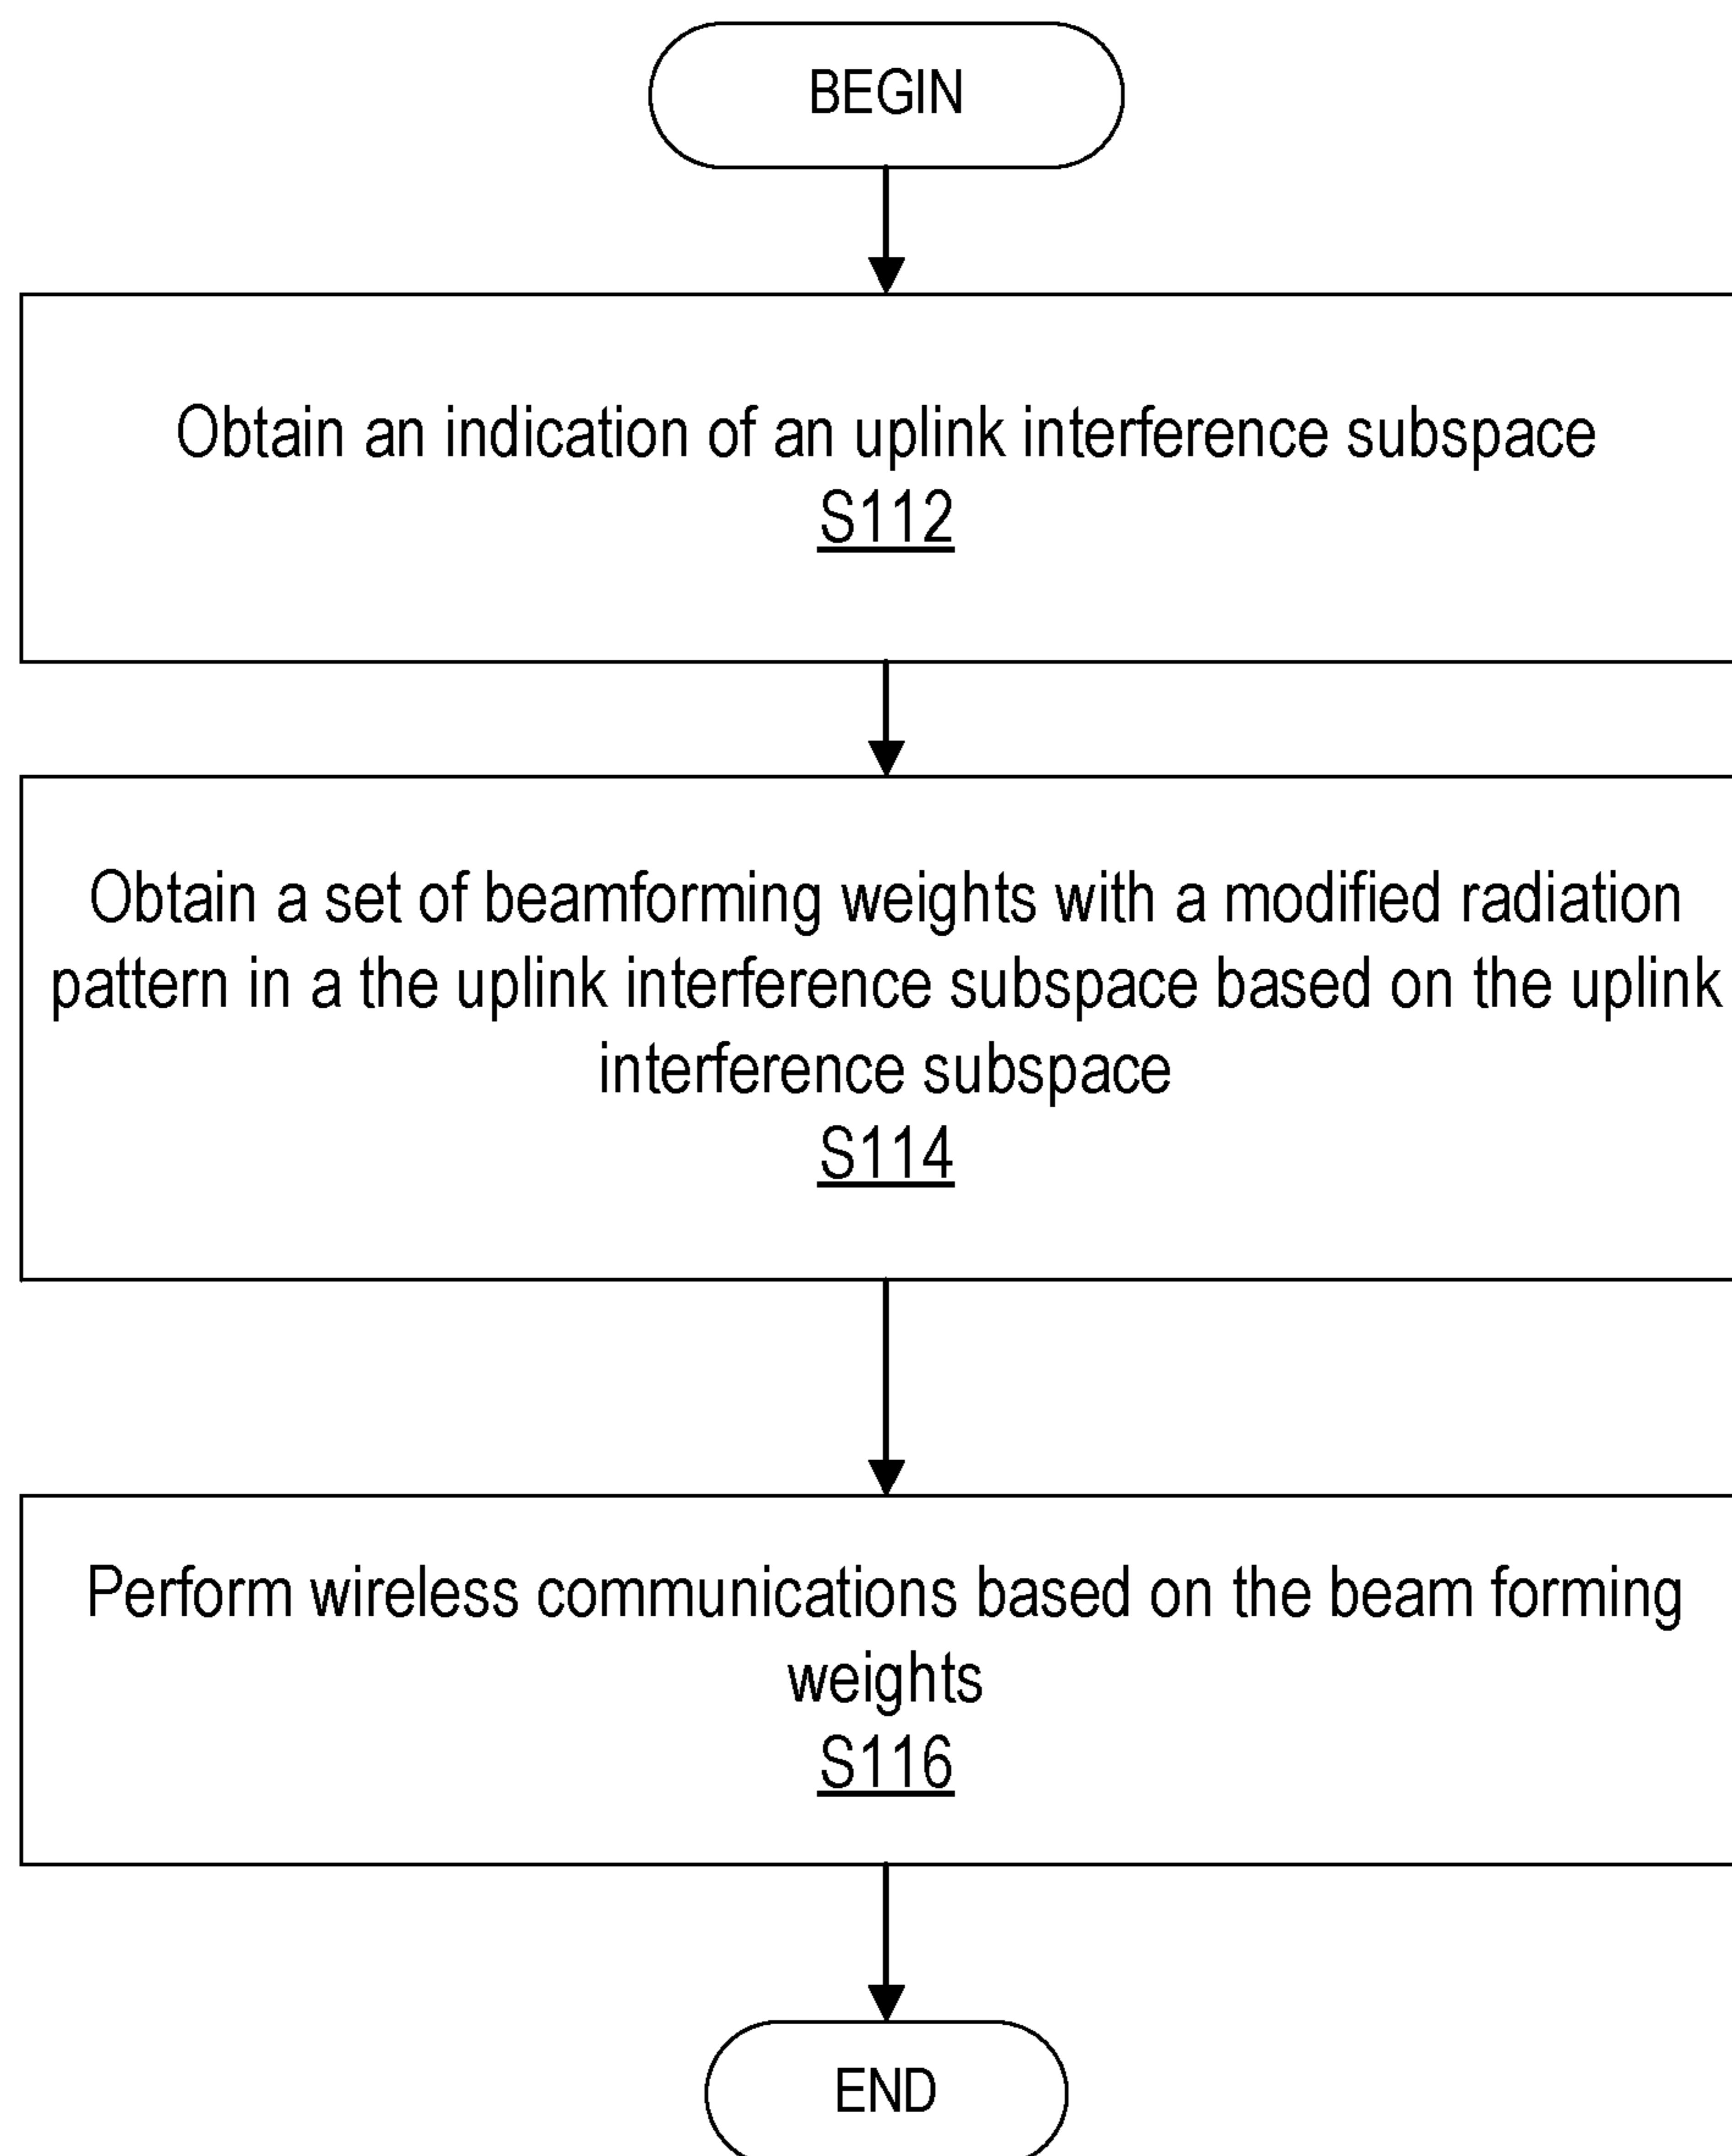 BEGIN
Obtain an indication of an uplink interference subspace
S112
Obtain a set of beamforming weights with a modified radiation
pattern in a the uplink interference subspace based on the uplink
interference subspace
S114
Perform wireless communications based on the beam forming
weights
S116
END